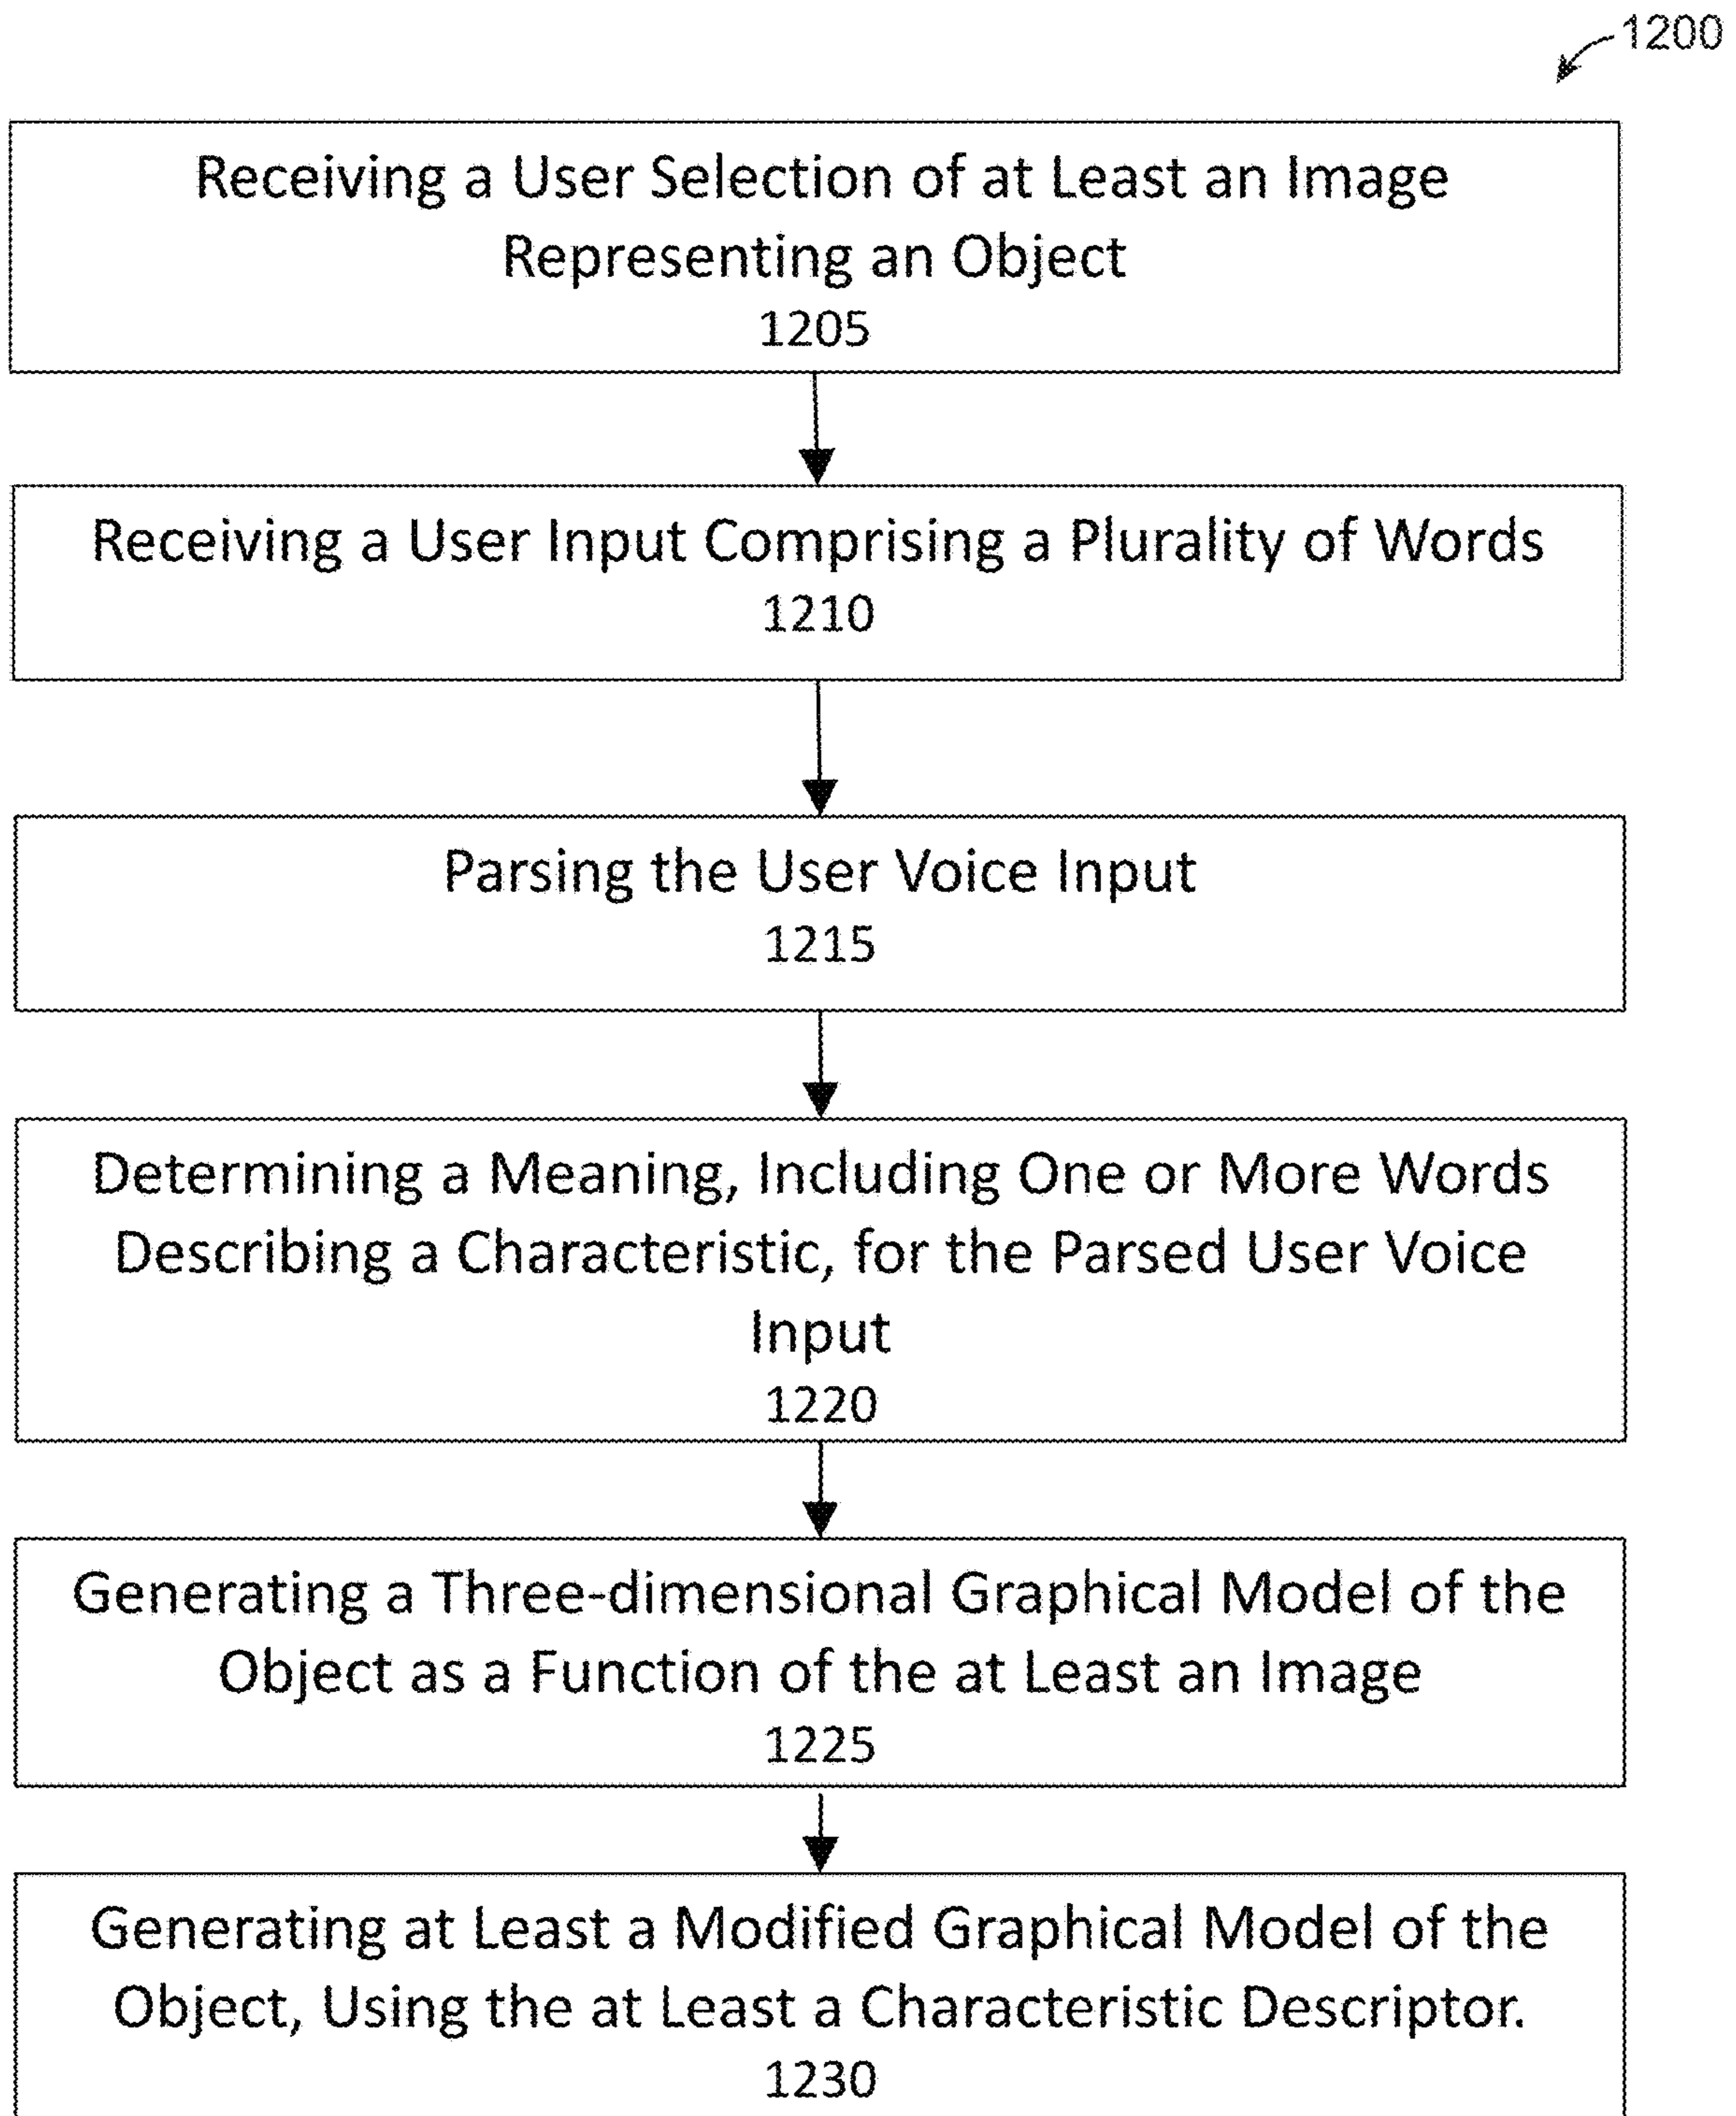 1200
Receiving a User Selection of at Least an Image
Representing an Object
1205
Receiving a User Input Comprising a Plurality of Words
1210
Parsing the User Voice Input
1215
Determining a Meaning, Including One or More Words
Describing a Characteristic, for the Parsed User Voice
Input
1220
Generating a Three-dimensional Graphical Model of the
Object as a Function of the at Least an Image
1225
Generating at Least a Modified Graphical Model of the
Object, Using the at Least a Characteristic Descriptor.
1230